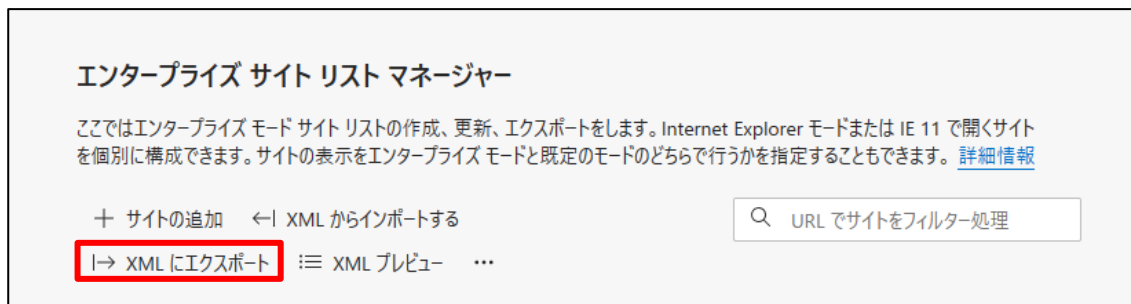 エンタープライズ サイト リスト マネージャー
ここではエンタープライズ モード サイト リストの作成、更新、エクスポートをします。Internet Explorer モードまたは IE 11 で開くサイト
を個別に構成できます。サイトの表示をエンタープライズ モードと既定のモードのどちらで行うかを指定することもできます。 詳細情報
+ サイトの追加 ←| XML からインポートする URL でサイトをフィルター処理
|→ XML にエクスポート XML プレビュー …